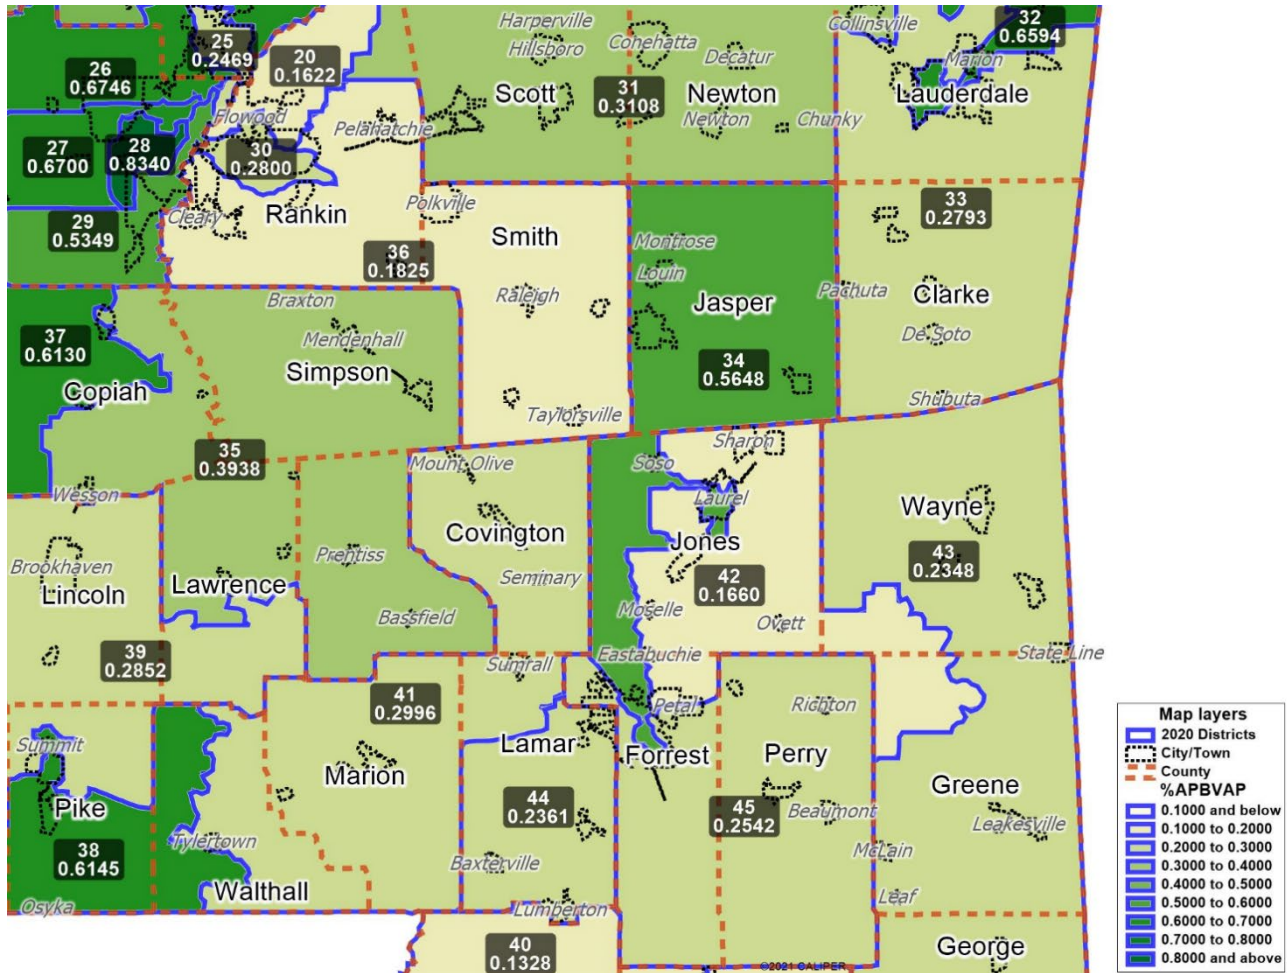 Harperville
Collinsville
32
0.6594
25
0.2469
20
0.1622
Hillsboro
Conehatta
Decatur
Marion
26
0.6746
31
0.3108
Scott
Newton
Lauderdale
Flowood
Pelahatchie
Newton
Chunky
27
0.6700
28
0.8340
30
0.2800
29
0.5349
Cleary
Rankin
Polkville
Smith
33
0.2793
Montrose
36
0.1825
Louin
Braxton
Raleigh
Jasper
Pachuta
Clarke
37
0.6130
Mendenhall
De Soto
Copiah
Simpson
34
0.5648
Taylorsville
Shubuta
35
0.3938
Mount Olive
Soso
Sharon
Wesson
Laurel
Wayne
Covington
Jones
Brookhaven
Lincoln
Lawrence
Prentiss
Seminary
42
0.1660
43
0.2348
Bassfield
Moselle
Ovett
39
0.2852
Sumrall
Eastabuchie
State Line
41
0.2996
Petal
Richton
Summit
Lamar
Forrest
Perry
Pike
Marion
Greene
44
0.2361
45
0.2542
Beaumont
Leakesville
38
0.6145
Tylertown
Baxterville
McLain
Walthall
Osyka
Lumberton
Leaf
40
0.1328
George
©2021 CALIPER
Map layers
2020 Districts
City/Town
County
%APBVAP
0.1000 and below
0.1000 to 0.2000
0.2000 to 0.3000
0.3000 to 0.4000
0.4000 to 0.5000
0.5000 to 0.6000
0.6000 to 0.7000
0.7000 to 0.8000
0.8000 and above